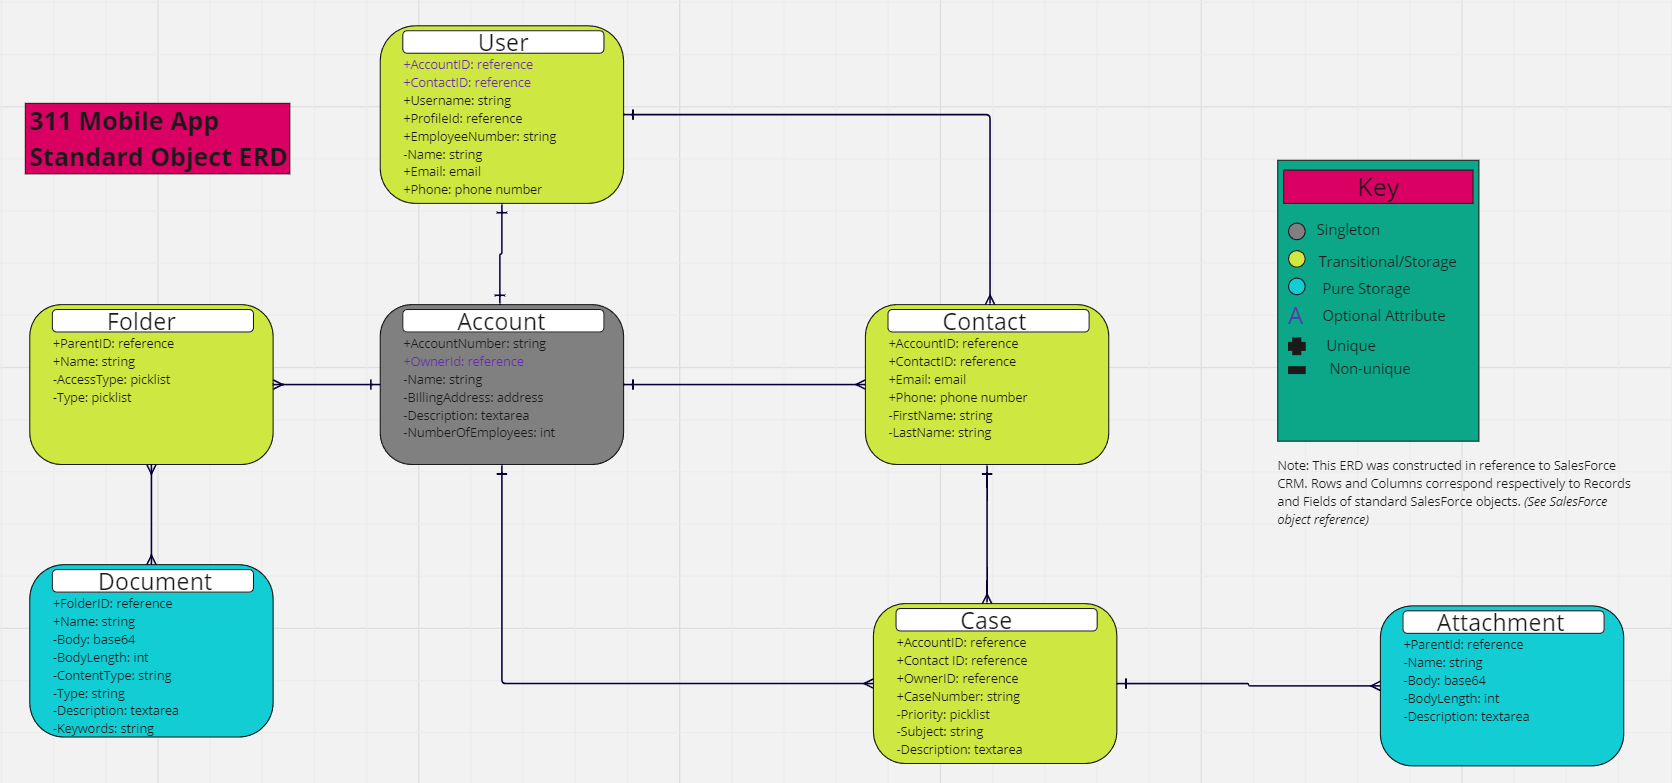 311 Mobile App
Standard Object ERD
User
+AccountID: reference
+ContactID: reference
+Username: string
+ProfileId: reference
+EmployeeNumber: string
-Name: string
+Email: email
+Phone: phone number
Folder
+ParentID: reference
+Name: string
-AccessType: picklist
-Type: picklist
Account
+AccountNumber: string
+OwnerId: reference
-Name: string
-BIllingAddress: address
-Description: textarea
-NumberOfEmployees: int
Contact
+AccountID: reference
+ContactID: reference
+Email: email
+Phone: phone number
-FirstName: string
-LastName: string
Key
Singleton
Transitional/Storage
Pure Storage
A Optional Attribute
Unique
Non-unique
Note: This ERD was constructed in reference to SalesForce
CRM. Rows and Columns correspond respectively to Records
and Fields of standard SalesForce objects. (See SalesForce
object reference)
Document
+FolderID: reference
+Name: string
-Body: base64
-BodyLength: int
-ContentType: string
-Type: string
-Description: textarea
-Keywords: string
Case
+AccountID: reference
+Contact ID: reference
+OwnerID: reference
+CaseNumber: string
-Priority: picklist
-Subject: string
-Description: textarea
Attachment
+ParentId: reference
-Name: string
-Body: base64
-BodyLength: int
-Description: textarea